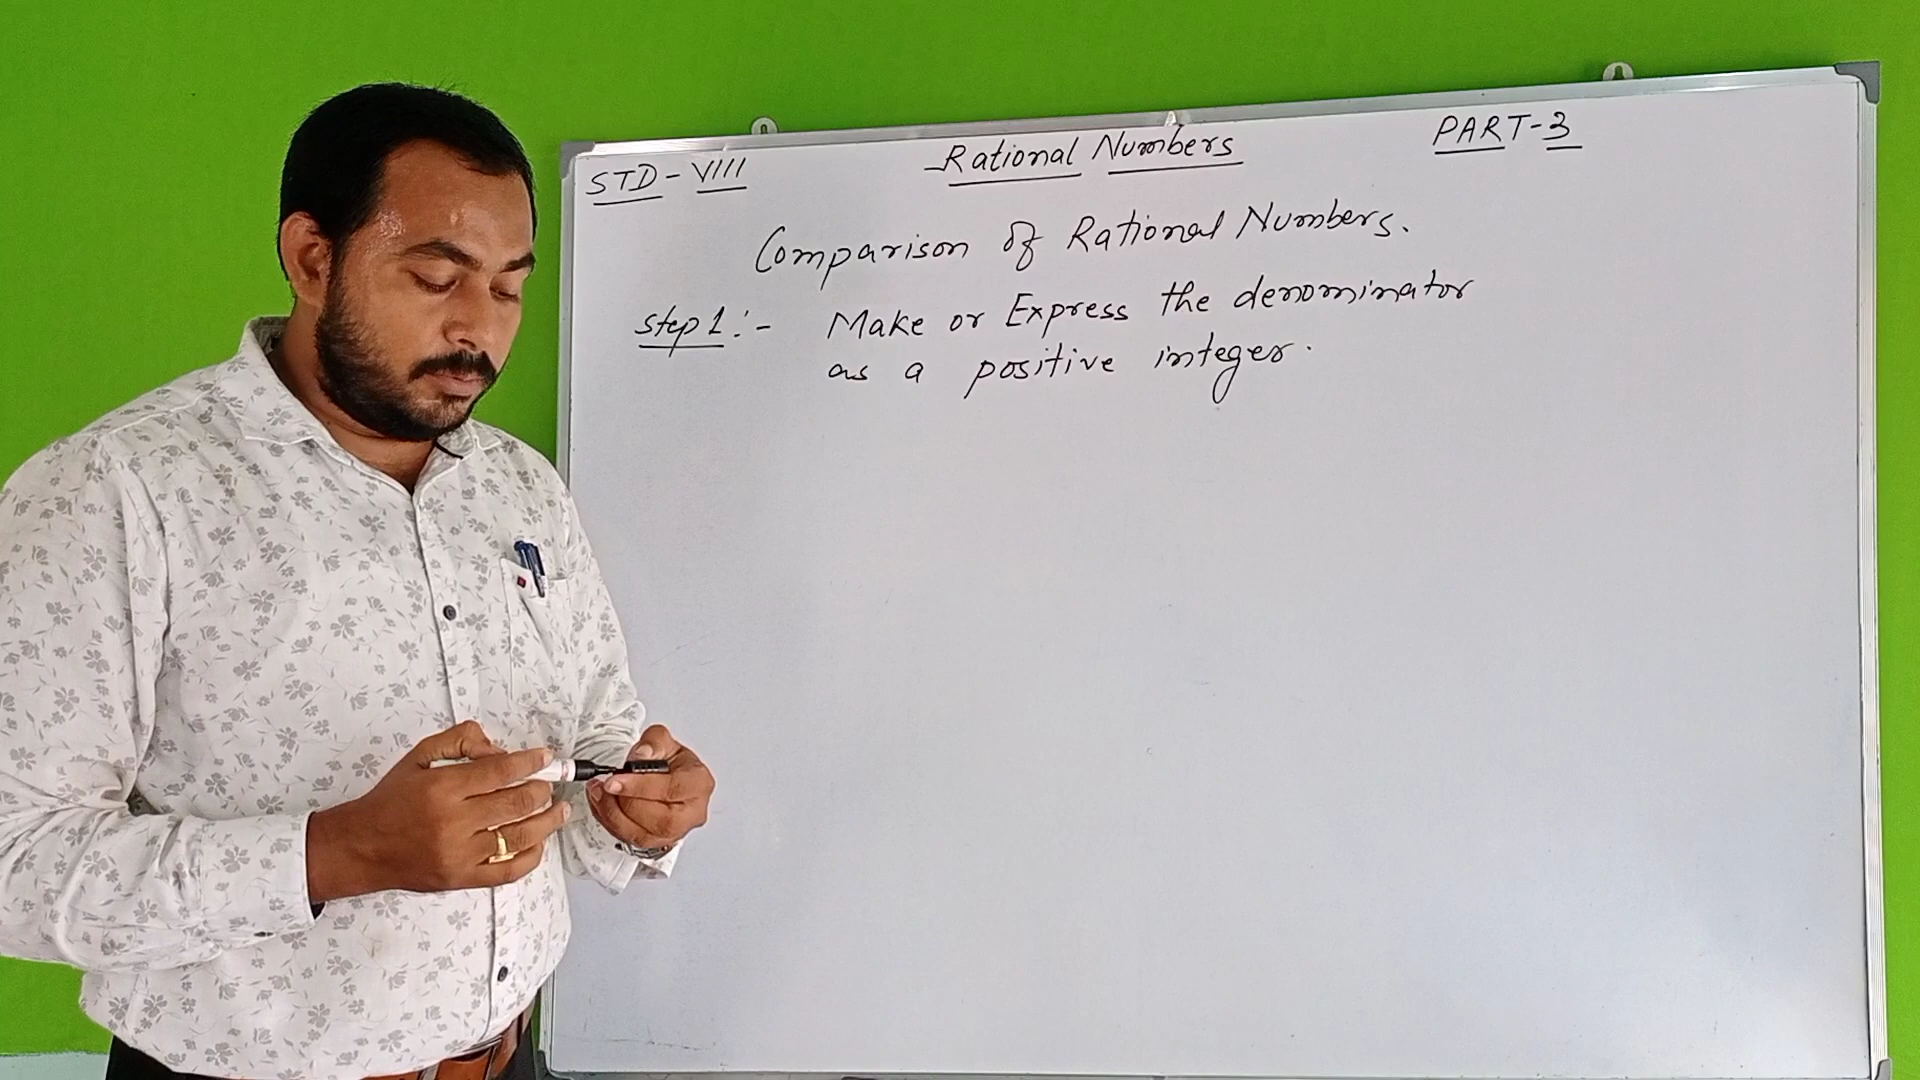 STD - VIII Rational Numbers PART-3
Comparison of Rational Numbers.
Step 1 :- Make or Express the denominator
as a positive integer.